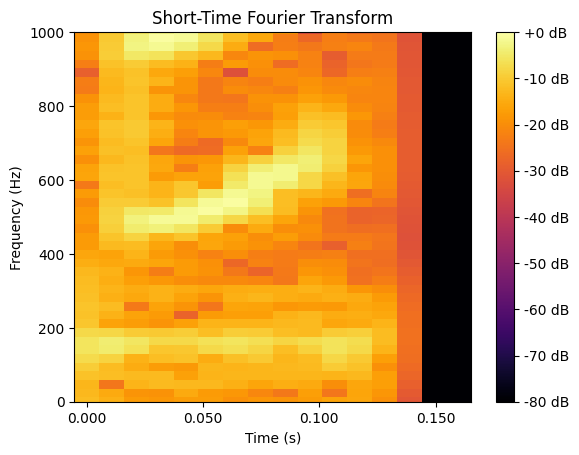 Short-Time Fourier Transform
1000
800
600
400
200
0
Frequency (Hz)
0.000
0.050
0.100
0.150
Time (s)
+0 dB
-10 dB
-20 dB
-30 dB
-40 dB
-50 dB
-60 dB
-70 dB
-80 dB